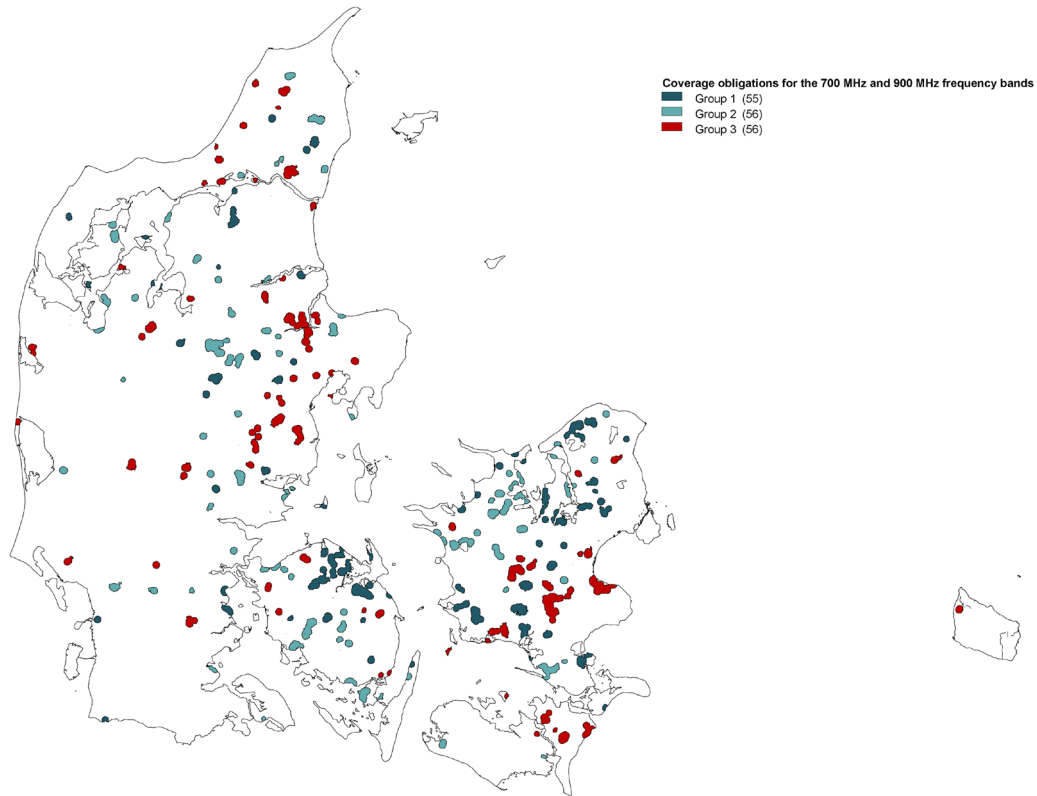 Coverage obligations for the 700 MHz and 900 MHz frequency bands
Group 1 (55)
Group 2 (56)
Group 3 (56)